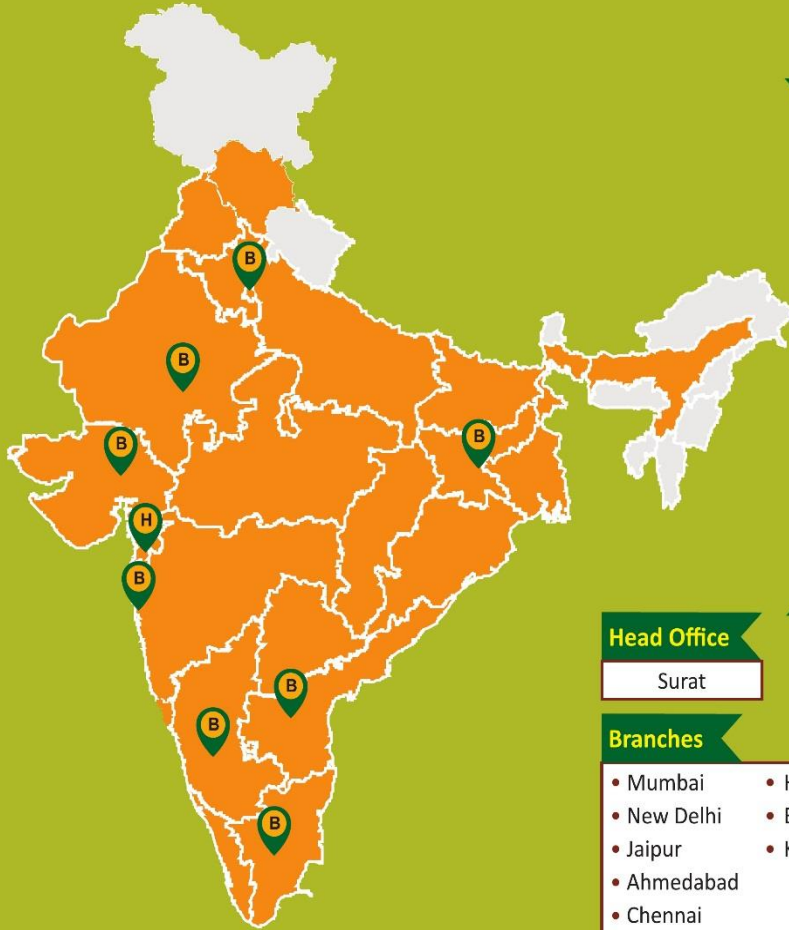 B
B
B
B
H
B
B
B
B
Head Office
Surat
Branches
• Mumbai
• New Delhi
• Jaipur
• Ahmedabad
• Chennai